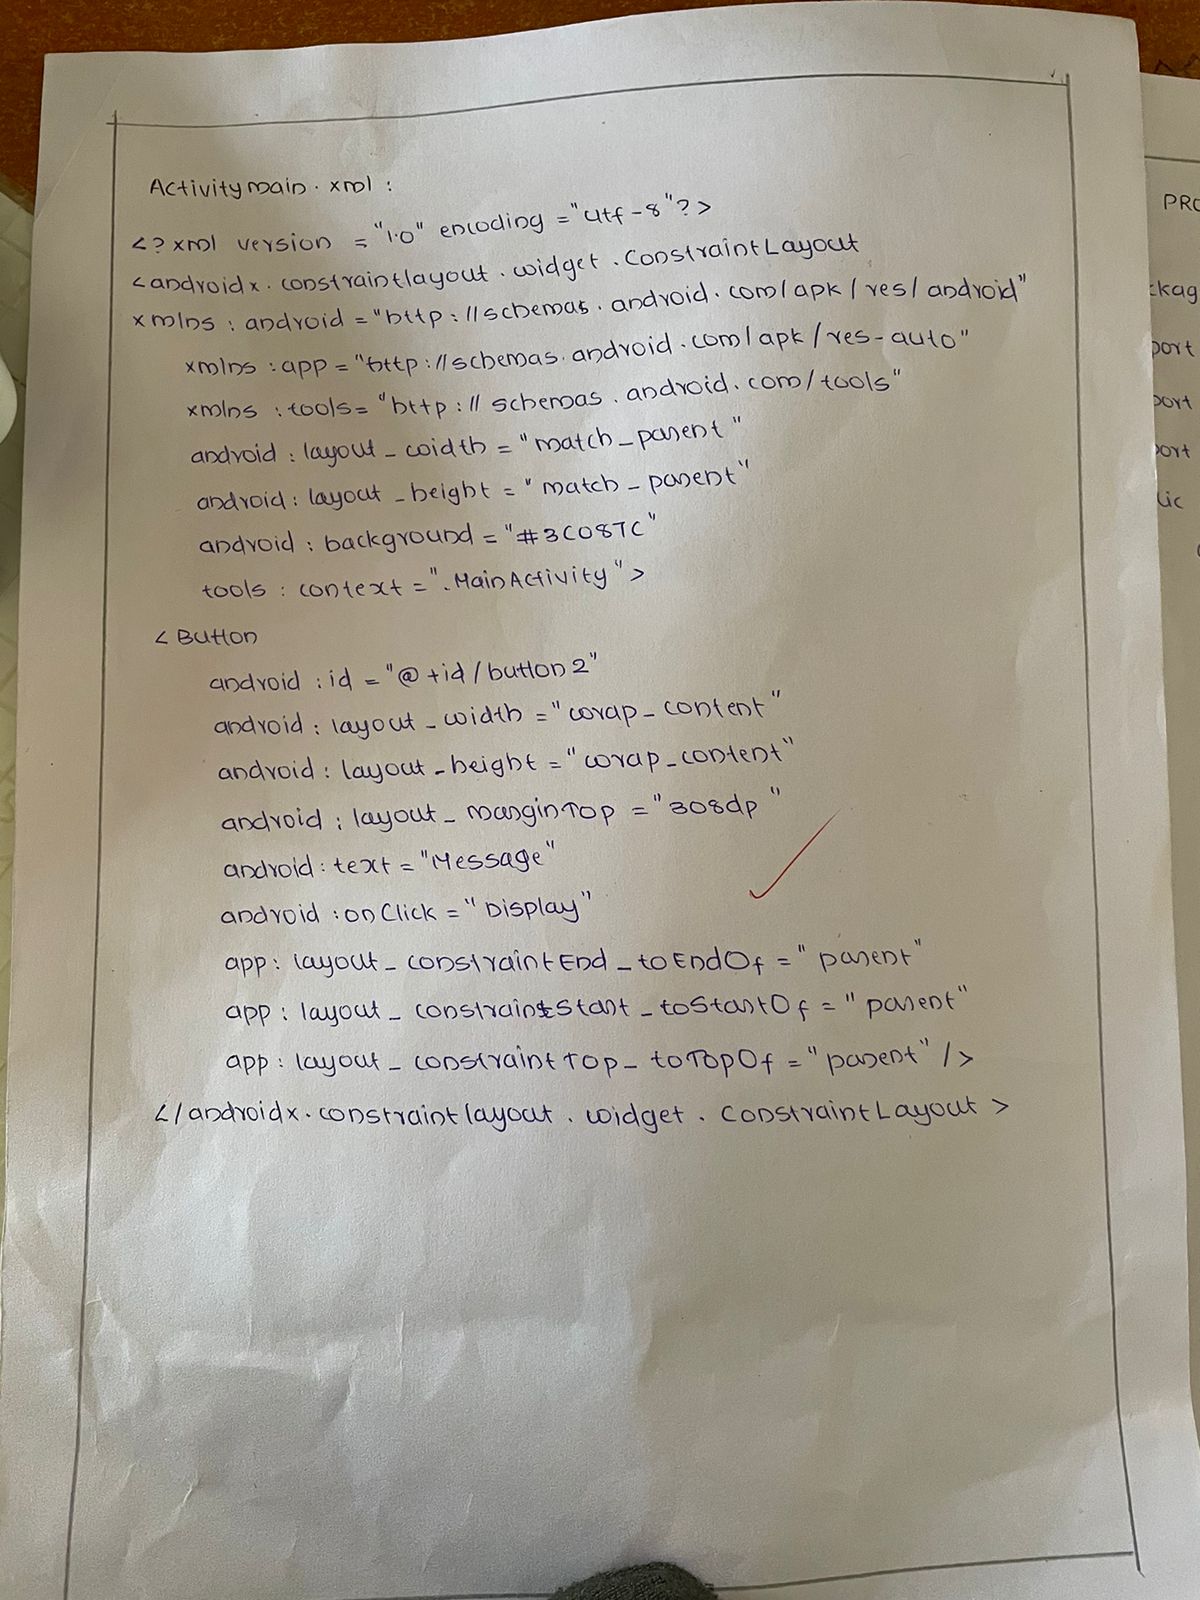 Activitymain.xml :
<?xml version = "1.0" encoding = "utf-8"?>
<androidx.constraintlayout.widget.ConstraintLayout
xmlns : android = "http://schemas.android.com/apk/res/android"
xmlns : app = "http://schemas.android.com/apk/res-auto"
xmlns : tools = "http://schemas.android.com/tools"
android : layout_width = "match_parent"
android : layout_height = "match_parent"
android : background = "#3C087C"
tools : context = ".MainActivity">
<Button
android : id = "@+id/button2"
android : layout_width = "wrap_content"
android : layout_height = "wrap_content"
android : layout_marginTop = "308dp"
android : text = "Message"
android : onClick = "Display"
app : layout_constraintEnd_toEndOf = "parent"
app : layout_constraintStart_toStartOf = "parent"
app : layout_constraintTop_toTopOf = "parent" />
</androidx.constraintlayout.widget.ConstraintLayout>
PRO
ckag
port
port
port
lic